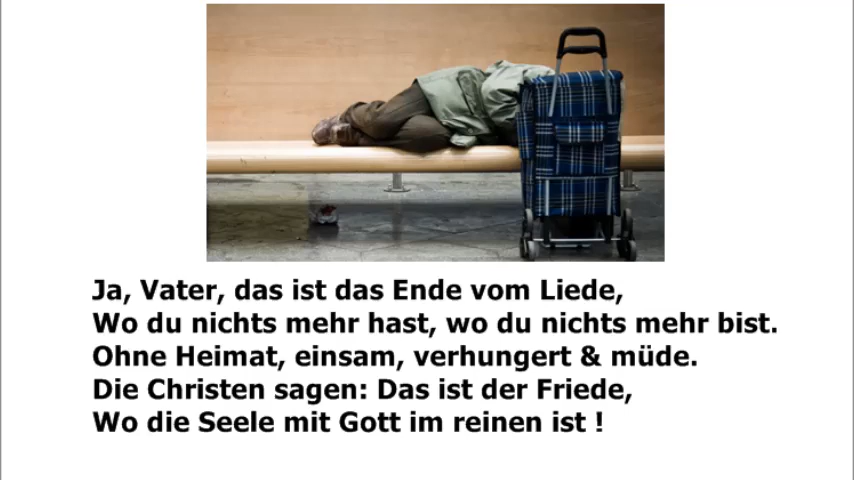 Ja, Vater, das ist das Ende vom Liede,
Wo du nichts mehr hast, wo du nichts mehr bist.
Ohne Heimat, einsam, verhungert & müde.
Die Christen sagen: Das ist der Friede,
Wo die Seele mit Gott im reinen ist !